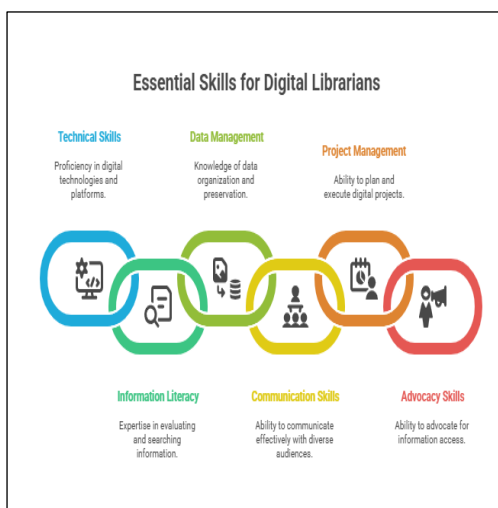 Essential Skills for Digital Librarians
Technical Skills
Proficiency in digital
technologies and
platforms.
Data Management
Knowledge of data
organization and
preservation.
Project Management
Ability to plan and
execute digital projects.
Information Literacy
Expertise in evaluating
and searching
information.
Communication Skills
Ability to communicate
effectively with diverse
audiences.
Advocacy Skills
Ability to advocate for
information access.